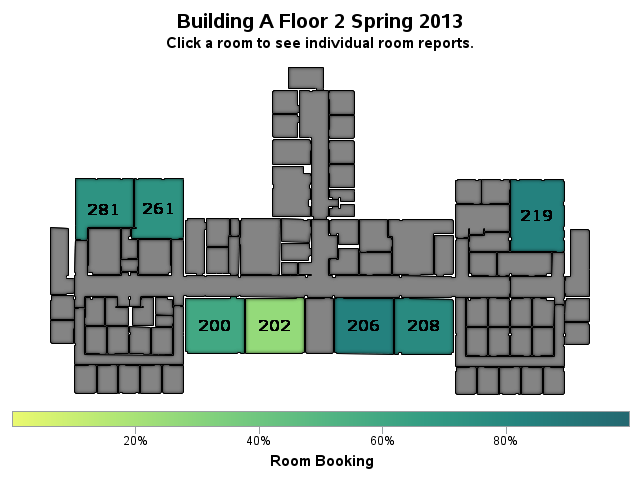 Building A Floor 2 Spring 2013
Click a room to see individual room reports.
281 261 219
200 202 206 208
20% 40% 60% 80%
Room Booking